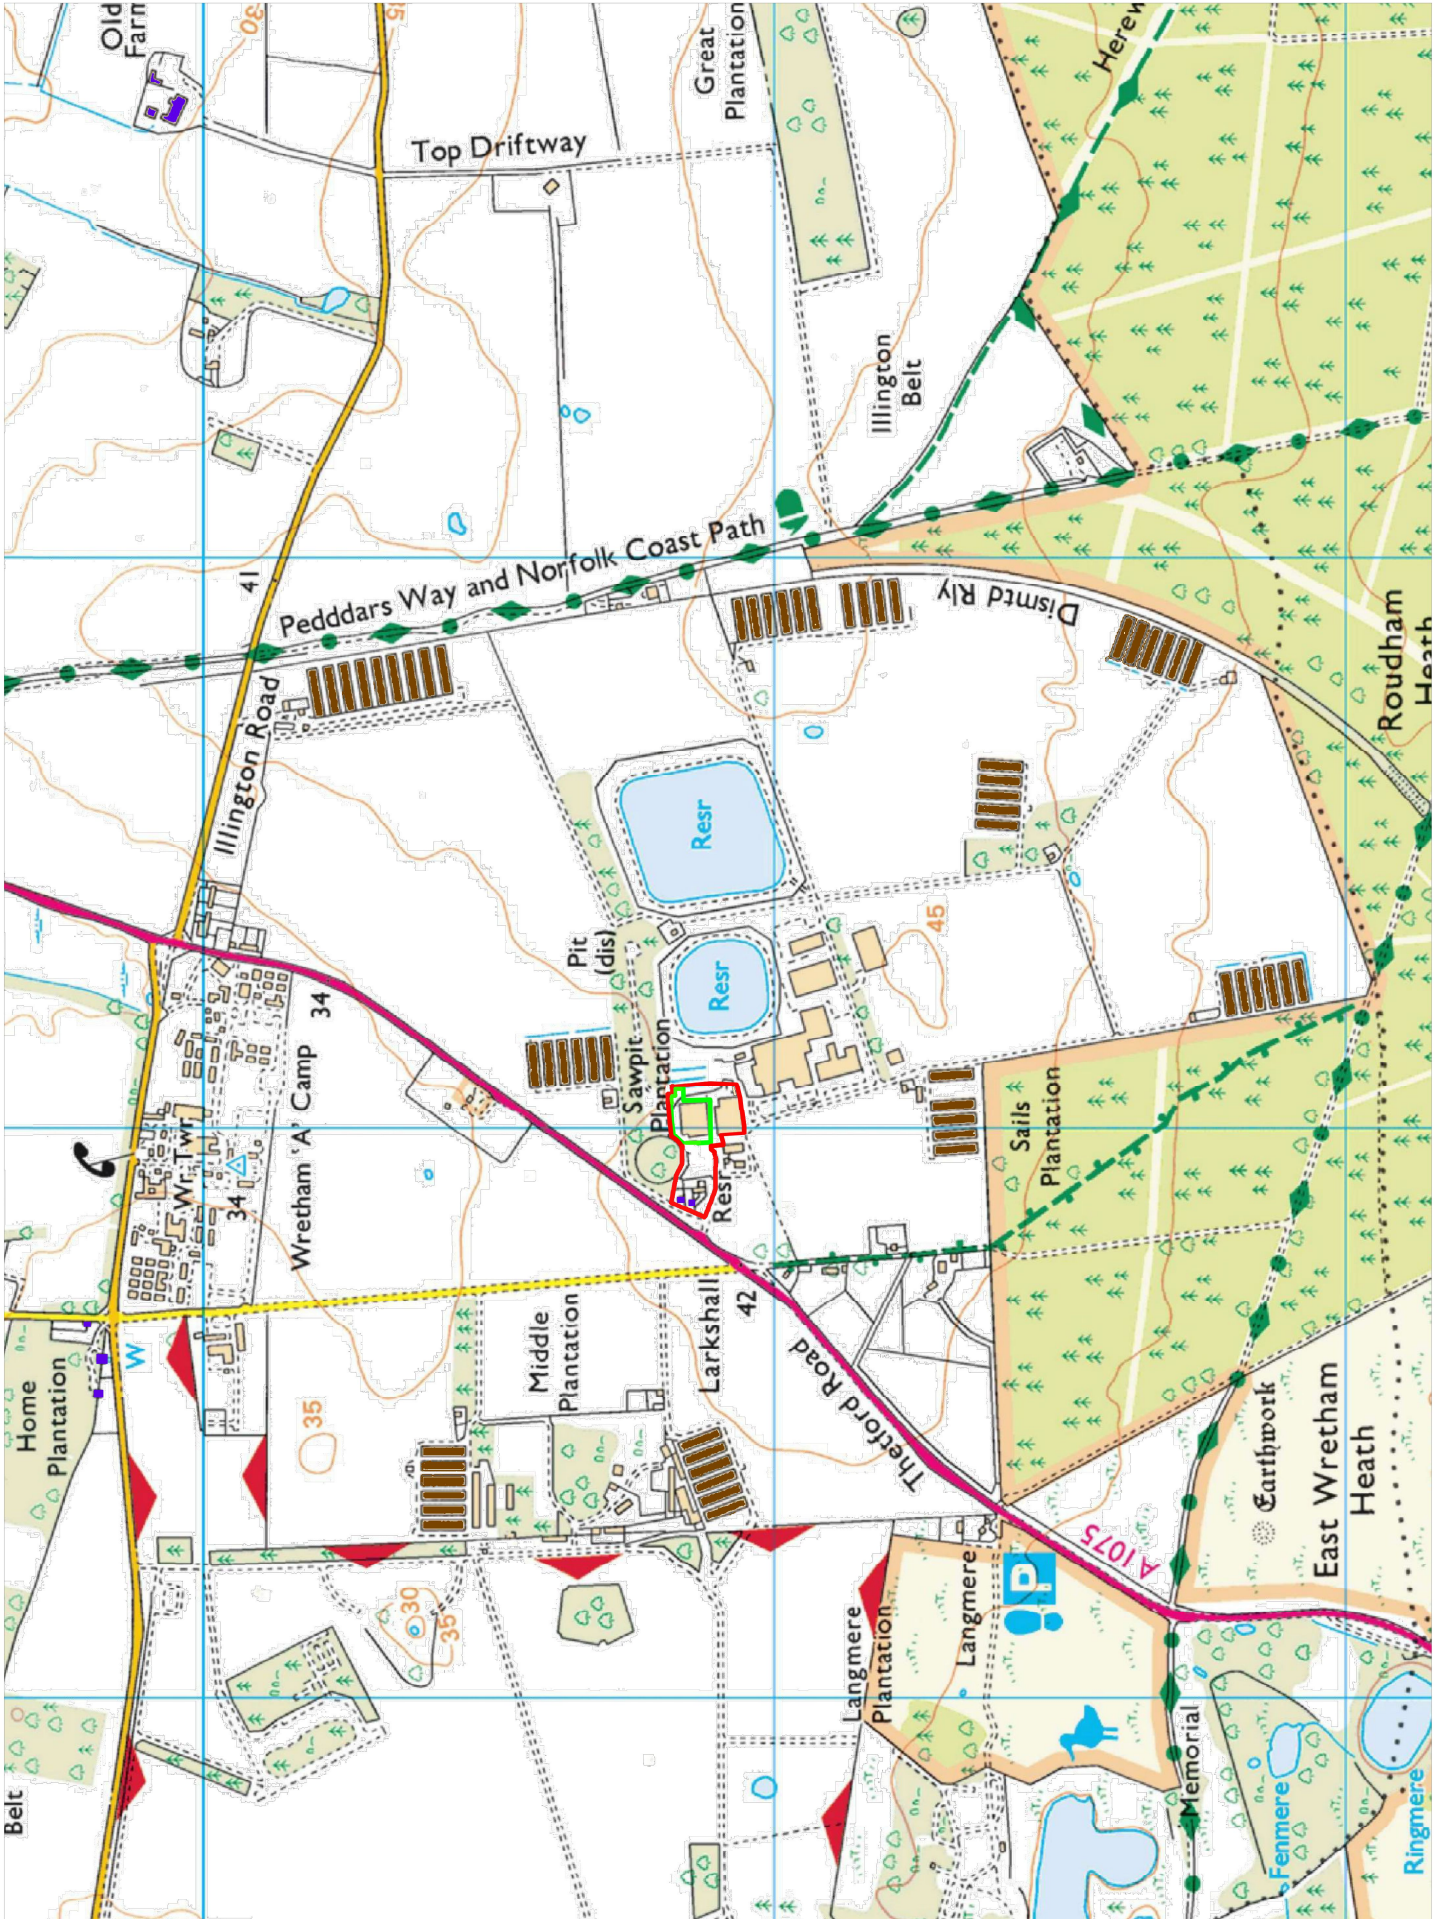 Old
Farm
30
35
Great
Plantation
Herew
Top Driftway
Illington
Belt
41
Pedddars Way and Norfolk Coast Path
Dismtd Rly
Roudham
Heath
Illington Road
Resr
Resr
Pit
(dis)
45
34
Sawpit
Plantation
Wretham 'A' Camp
Wr Twr
34
Sails
Plantation
Resr
W
Home
Plantation
Middle
Plantation
Larkshall
42
Thetford Road
35
Earthwork
East Wretham
Heath
A 1075
P
30
35
Langmere
Plantation
Langmere
Belt
Memorial
Fenmere
Ringmere